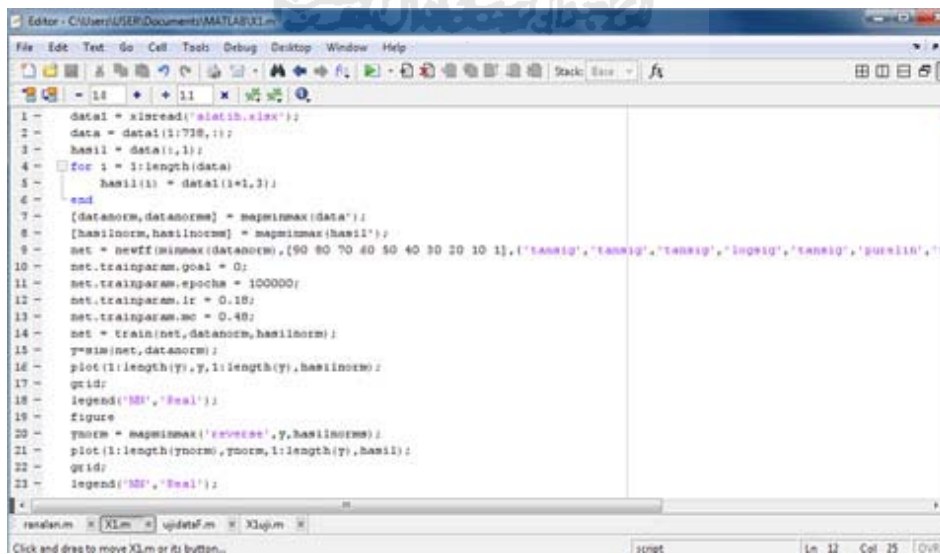 Editor - C:\Users\USER\Documents\MATLAB\X1.m
File Edit Text Go Cell Tools Debug Desktop Window Help
Stack: Base
- 1.0 + ÷ 1.1 ×
1 - data1 = xlsread('alatib.xlsx');
2 - data = data1(1:738,:);
3 - hasil = data(:,1);
4 - for i = 1:length(data)
5 - hasil(i) = data1(i+1,3);
6 - end
7 - [datanorm,datanorms] = mapminmax(data');
8 - [hasilnorm,hasilnorms] = mapminmax(hasil');
9 - net = newff(minmax(datanorm),[90 80 70 60 50 40 30 20 10 1],{'tansig','tansig','tansig','logsig','tansig','purelin','
10 - net.trainparam.goal = 0;
11 - net.trainparam.epochs = 100000;
12 - net.trainparam.lr = 0.18;
13 - net.trainparam.mc = 0.48;
14 - net = train(net,datanorm,hasilnorm);
15 - y=sim(net,datanorm);
16 - plot(1:length(y),y,1:length(y),hasilnorm);
17 - grid;
18 - legend('NN','Real');
19 - figure
20 - ynorm = mapminmax('reverse',y,hasilnorms);
21 - plot(1:length(ynorm),ynorm,1:length(y),hasil);
22 - grid;
23 - legend('NN','Real');
ranalan.m × X1.m × ujidataF.m × X1uji.m ×
Click and drag to move X1.m or its button... script Ln 12 Col 25 OVR